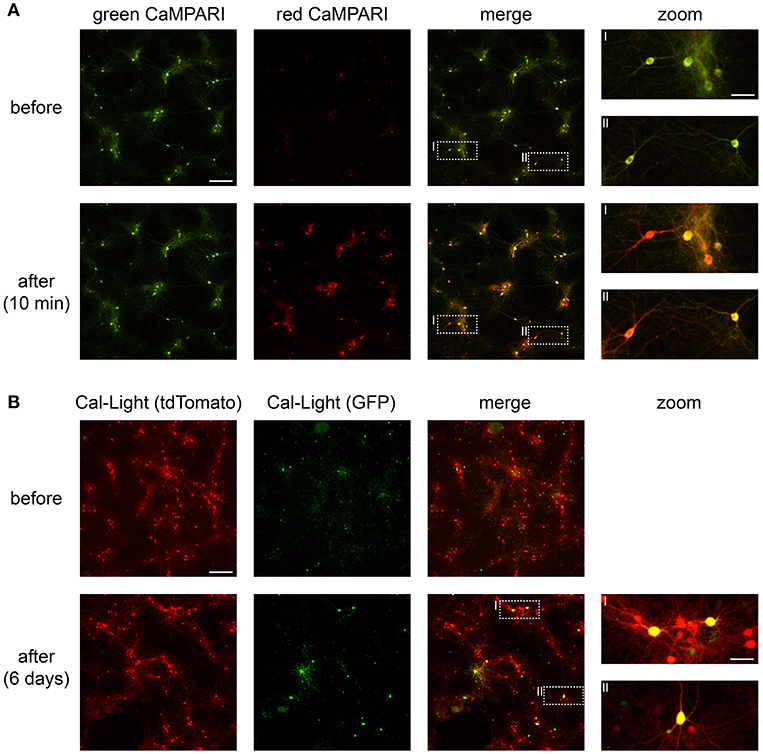 A
green CaMPARI red CaMPARI merge zoom
before
I
II
I
II
after
(10 min)
I
II
I
II
B
Cal-Light (tdTomato) Cal-Light (GFP) merge zoom
before
after
(6 days)
I
II
I
II